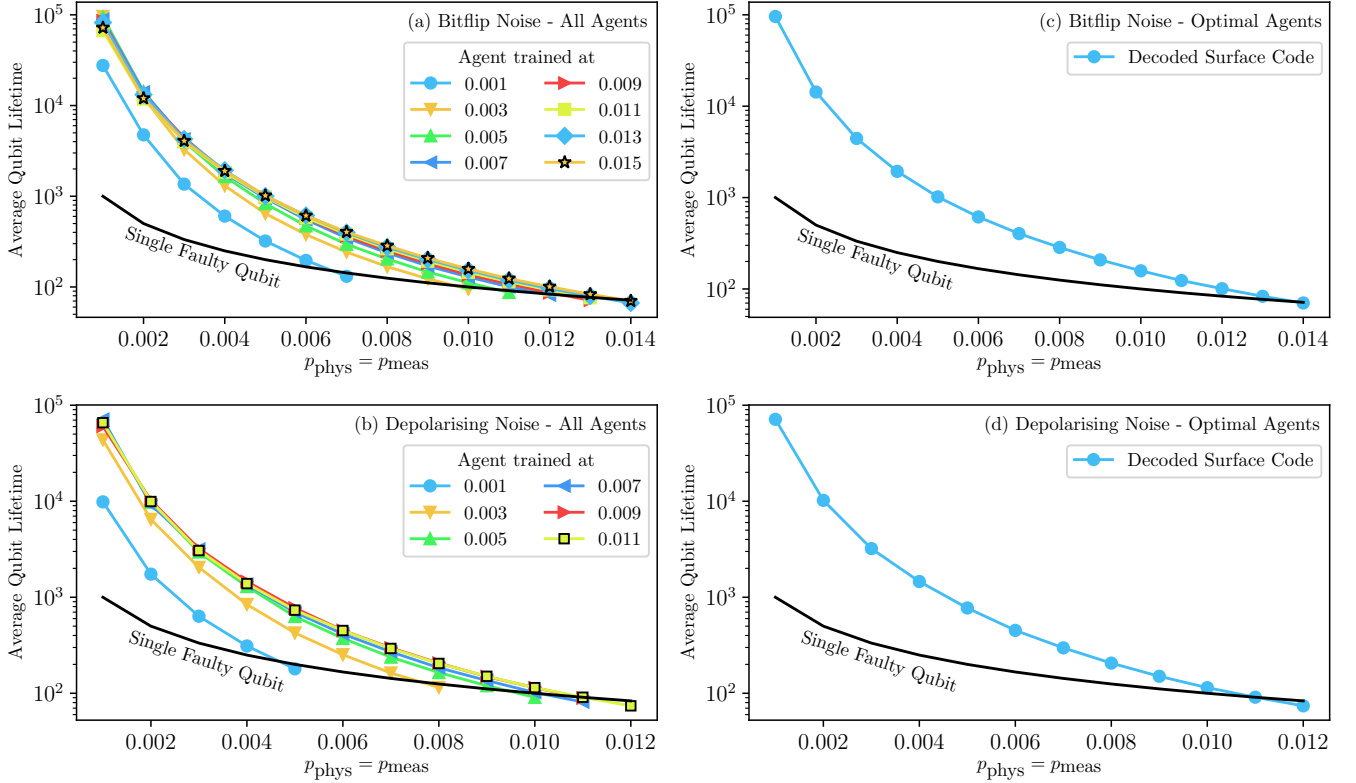 (a) Bitflip Noise - All Agents
Agent trained at
0.001
0.003
0.005
0.007
0.009
0.011
0.013
0.015
Single Faulty Qubit
Average Qubit Lifetime
10^5
10^4
10^3
10^2
0.002 0.004 0.006 0.008 0.010 0.012 0.014
p_phys = p_meas
(c) Bitflip Noise - Optimal Agents
Decoded Surface Code
Single Faulty Qubit
Average Qubit Lifetime
10^5
10^4
10^3
10^2
0.002 0.004 0.006 0.008 0.010 0.012 0.014
p_phys = p_meas
(b) Depolarising Noise - All Agents
Agent trained at
0.001
0.003
0.005
0.007
0.009
0.011
Single Faulty Qubit
Average Qubit Lifetime
10^5
10^4
10^3
10^2
0.002 0.004 0.006 0.008 0.010 0.012
p_phys = p_meas
(d) Depolarising Noise - Optimal Agents
Decoded Surface Code
Single Faulty Qubit
Average Qubit Lifetime
10^5
10^4
10^3
10^2
0.002 0.004 0.006 0.008 0.010 0.012
p_phys = p_meas